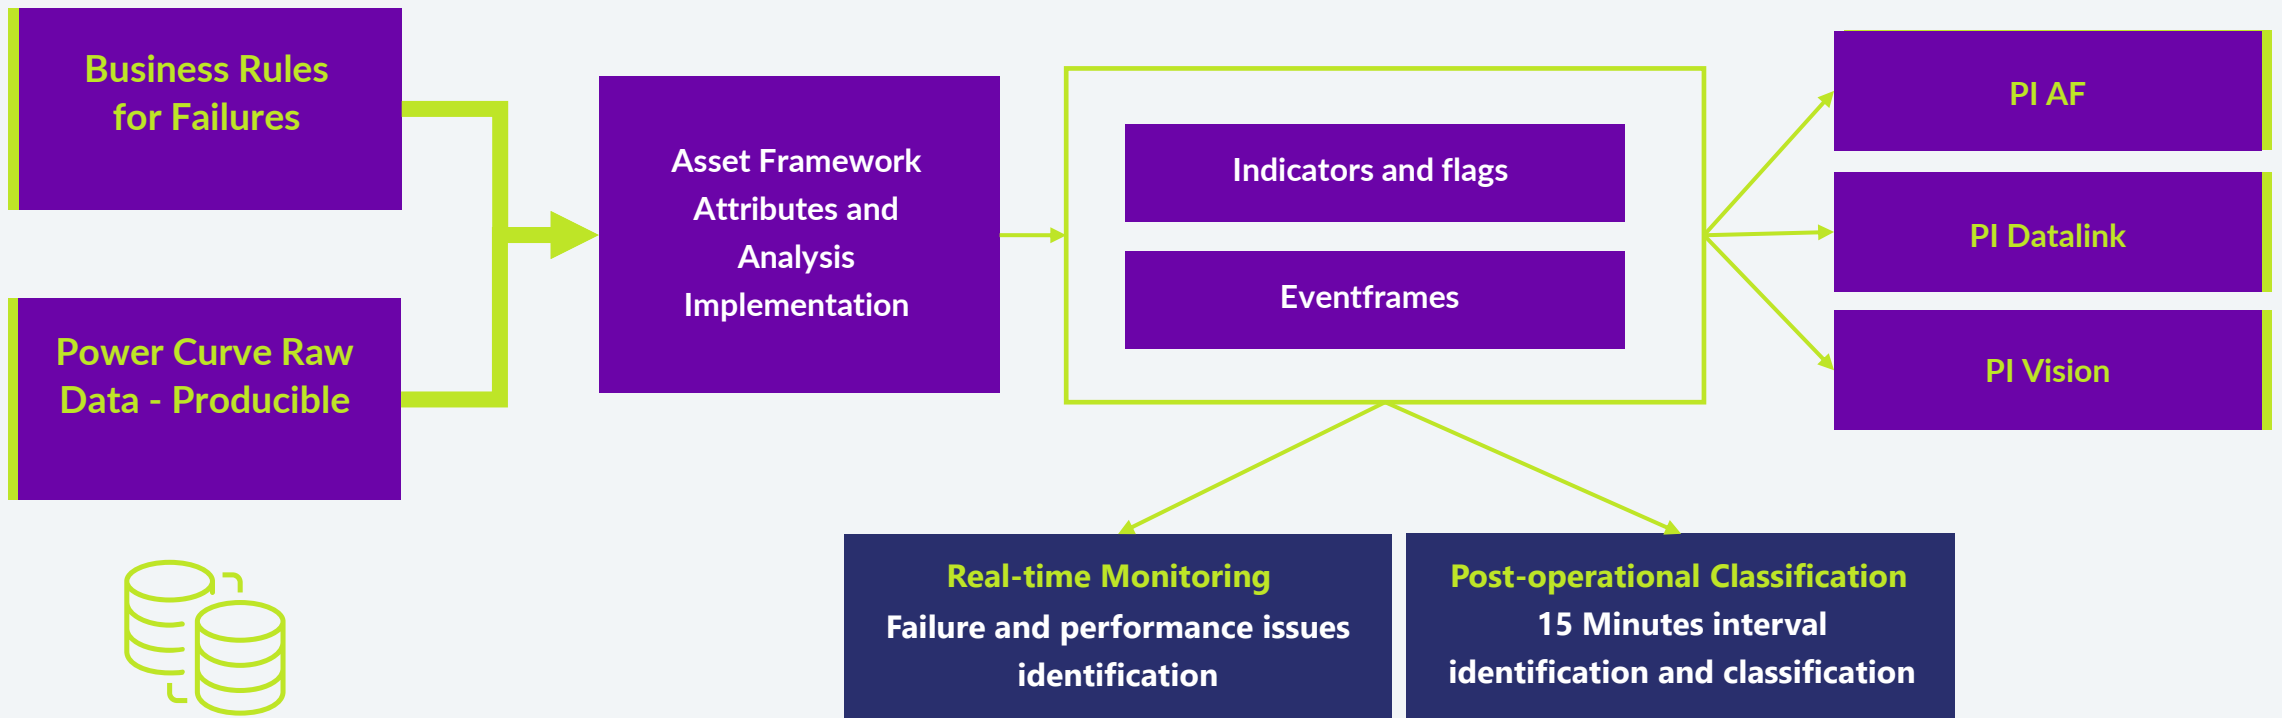 Business Rules
for Failures
Power Curve Raw
Data - Producible
Asset Framework
Attributes and
Analysis
Implementation
Indicators and flags
Eventframes
PI AF
PI Datalink
PI Vision
Real-time Monitoring
Failure and performance issues
identification
Post-operational Classification
15 Minutes interval
identification and classification